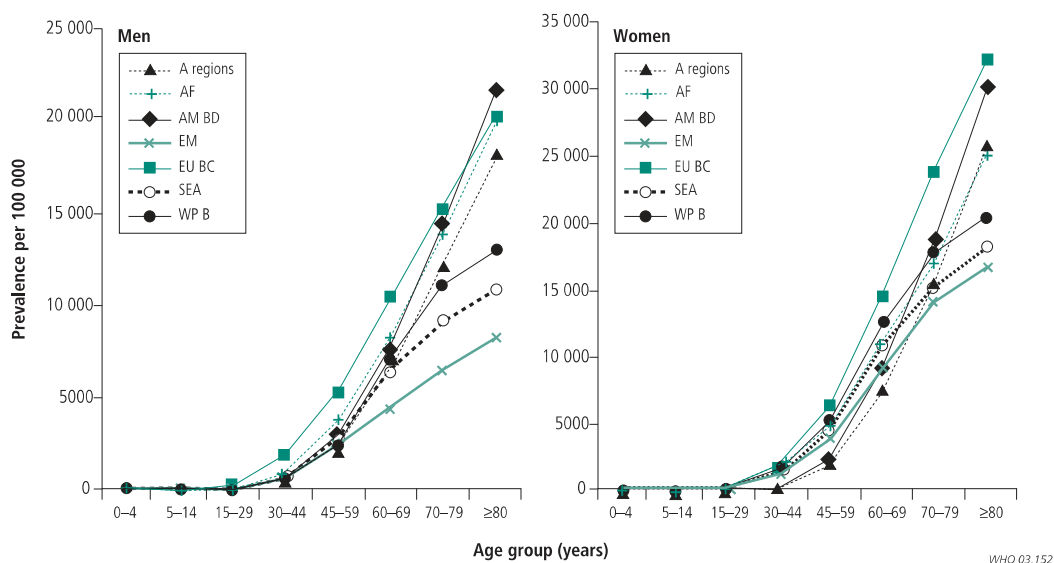 Men
Women
Prevalence per 100 000
25 000
20 000
15 000
10 000
5000
0
A regions
AF
AM BD
EM
EU BC
SEA
WP B
0–4
5–14
15–29
30–44
45–59
60–69
70–79
≥80
35 000
30 000
25 000
20 000
15 000
10 000
5000
0
A regions
AF
AM BD
EM
EU BC
SEA
WP B
0–4
5–14
15–29
30–44
45–59
60–69
70–79
≥80
Age group (years)
WHO 03.152